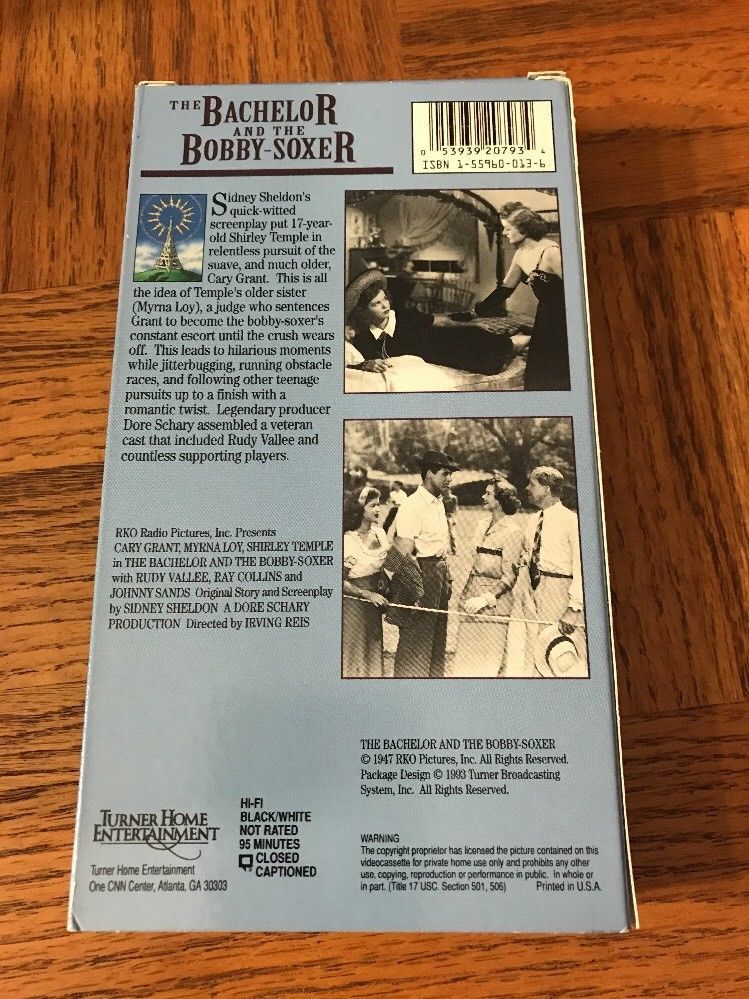 THE BACHELOR
AND THE
BOBBY-SOXER
0 53939 20793 4
ISBN 1-55960-013-6
Sidney Sheldon's
quick-witted
screenplay put 17-year-
old Shirley Temple in
relentless pursuit of the
suave, and much older,
Cary Grant. This is all
the idea of Temple's older sister
(Myrna Loy), a judge who sentences
Grant to become the bobby-soxer's
constant escort until the crush wears
off. This leads to hilarious moments
while jitterbugging, running obstacle
races, and following other teenage
pursuits up to a finish with a
romantic twist. Legendary producer
Dore Schary assembled a veteran
cast that included Rudy Vallee and
countless supporting players.
RKO Radio Pictures, Inc. Presents
CARY GRANT, MYRNA LOY, SHIRLEY TEMPLE
in THE BACHELOR AND THE BOBBY-SOXER
with RUDY VALLEE, RAY COLLINS and
JOHNNY SANDS Original Story and Screenplay
by SIDNEY SHELDON A DORE SCHARY
PRODUCTION Directed by IRVING REIS
THE BACHELOR AND THE BOBBY-SOXER
© 1947 RKO Pictures, Inc. All Rights Reserved.
Package Design © 1993 Turner Broadcasting
System, Inc. All Rights Reserved.
TURNER HOME
ENTERTAINMENT
Turner Home Entertainment
One CNN Center, Atlanta, GA 30303
HI-FI
BLACK/WHITE
NOT RATED
95 MINUTES
CLOSED
CAPTIONED
WARNING
The copyright proprietor has licensed the picture contained on this
videocassette for private home use only and prohibits any other
use, copying, reproduction or performance in public. In whole or
in part. (Title 17 USC. Section 501, 506) Printed in U.S.A.